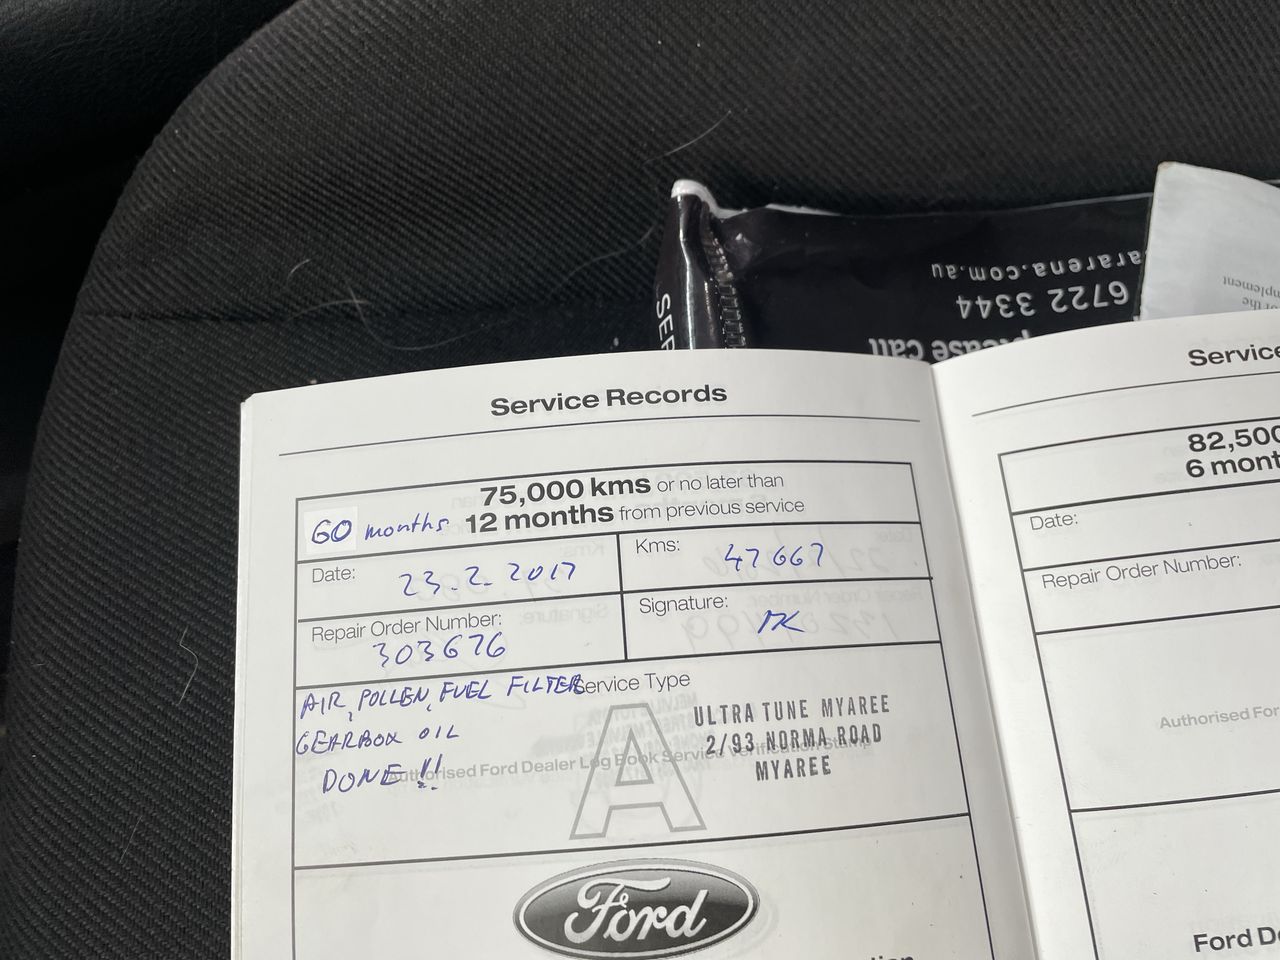 ararena.com.au
6722 3344
please call
SER
Service Records
75,000 kms or no later than
60 months 12 months from previous service
Date: 23.2.2017
Kms: 47667
Repair Order Number: 303676
Signature:
Service Type
AIR, POLLEN, FUEL FILTER
GEARBOX OIL
DONE!!
A
ULTRA TUNE MYAREE
2/93 NORMA ROAD
MYAREE
Authorised Ford Dealer Log Book Service Verification Stamp
Ford
Service
82,500
6 mont
Date:
Repair Order Number:
Authorised For
Ford De